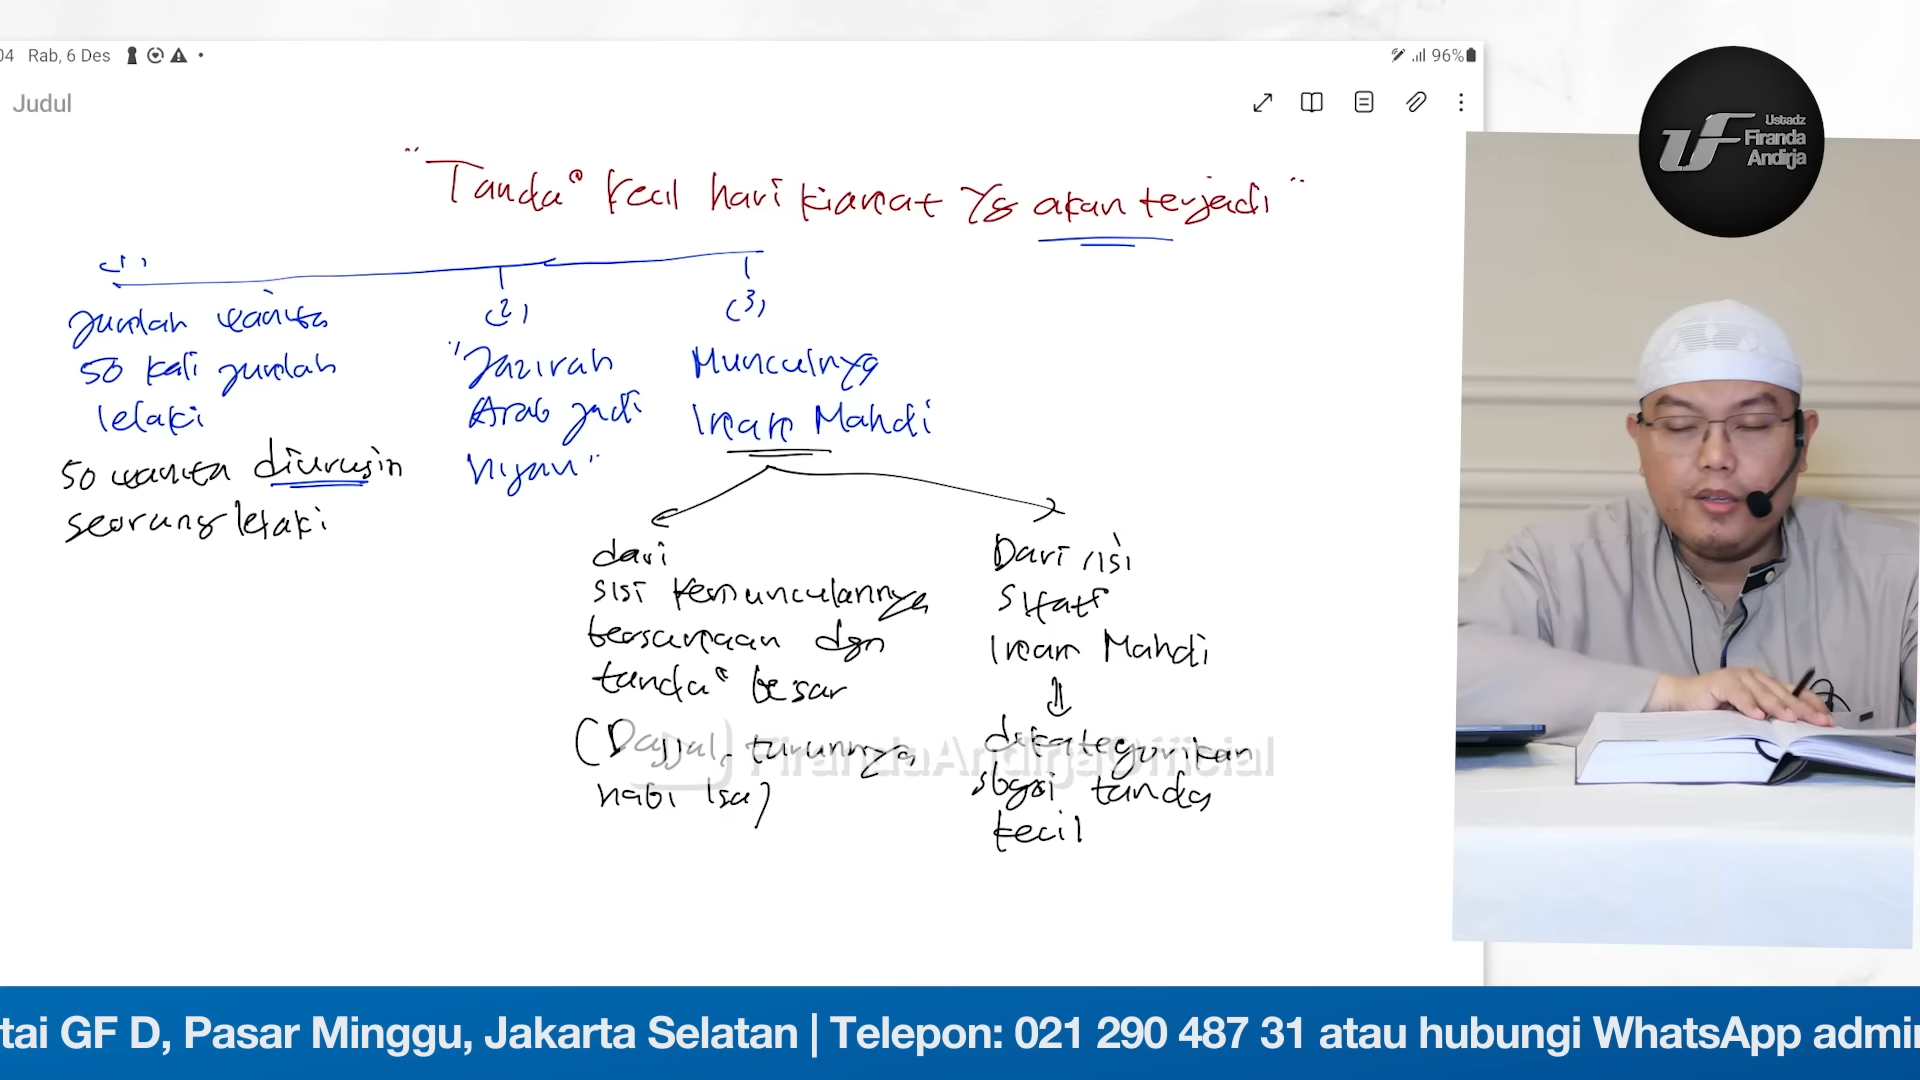 04 Rab, 6 Des
96%
Judul
Ustadz
Firanda
Andirja
"Tanda² kecil hari kiamat Yg akan terjadi"
(1)
jumlah wanita
50 kali jumlah
lelaki
50 wanita diurusin
seorang lelaki
(2)
"Jazirah
Arab jadi
hijau"
(3)
Munculnya
Imam Mahdi
dari
sisi kemunculannya
bersamaan dgn
tanda² besar
(Dajjal, turunnya
nabi Isa)
Dari sisi
sifat²
Imam Mahdi
dikategorikan
sbgai tanda
kecil
FirandaAndirjaOfficial
tai GF D, Pasar Minggu, Jakarta Selatan | Telepon: 021 290 487 31 atau hubungi WhatsApp admi